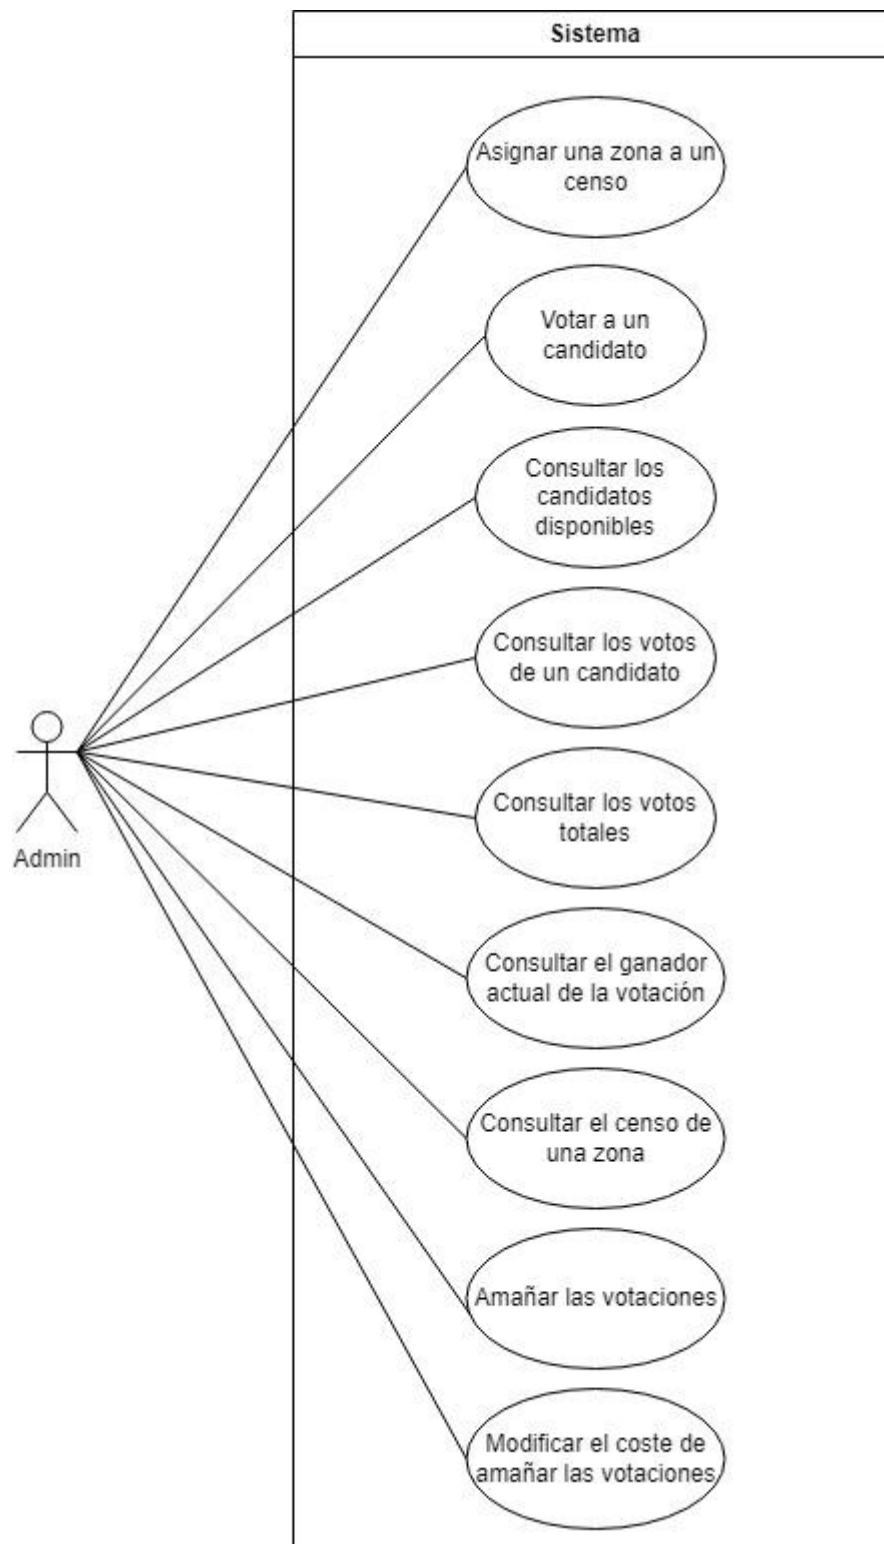 Sistema
Asignar una zona a un
censo
Votar a un
candidato
Consultar los
candidatos
disponibles
Consultar los votos
de un candidato
Consultar los votos
totales
Admin
Consultar el ganador
actual de la votación
Consultar el censo de
una zona
Amañar las votaciones
Modificar el coste de
amañar las votaciones